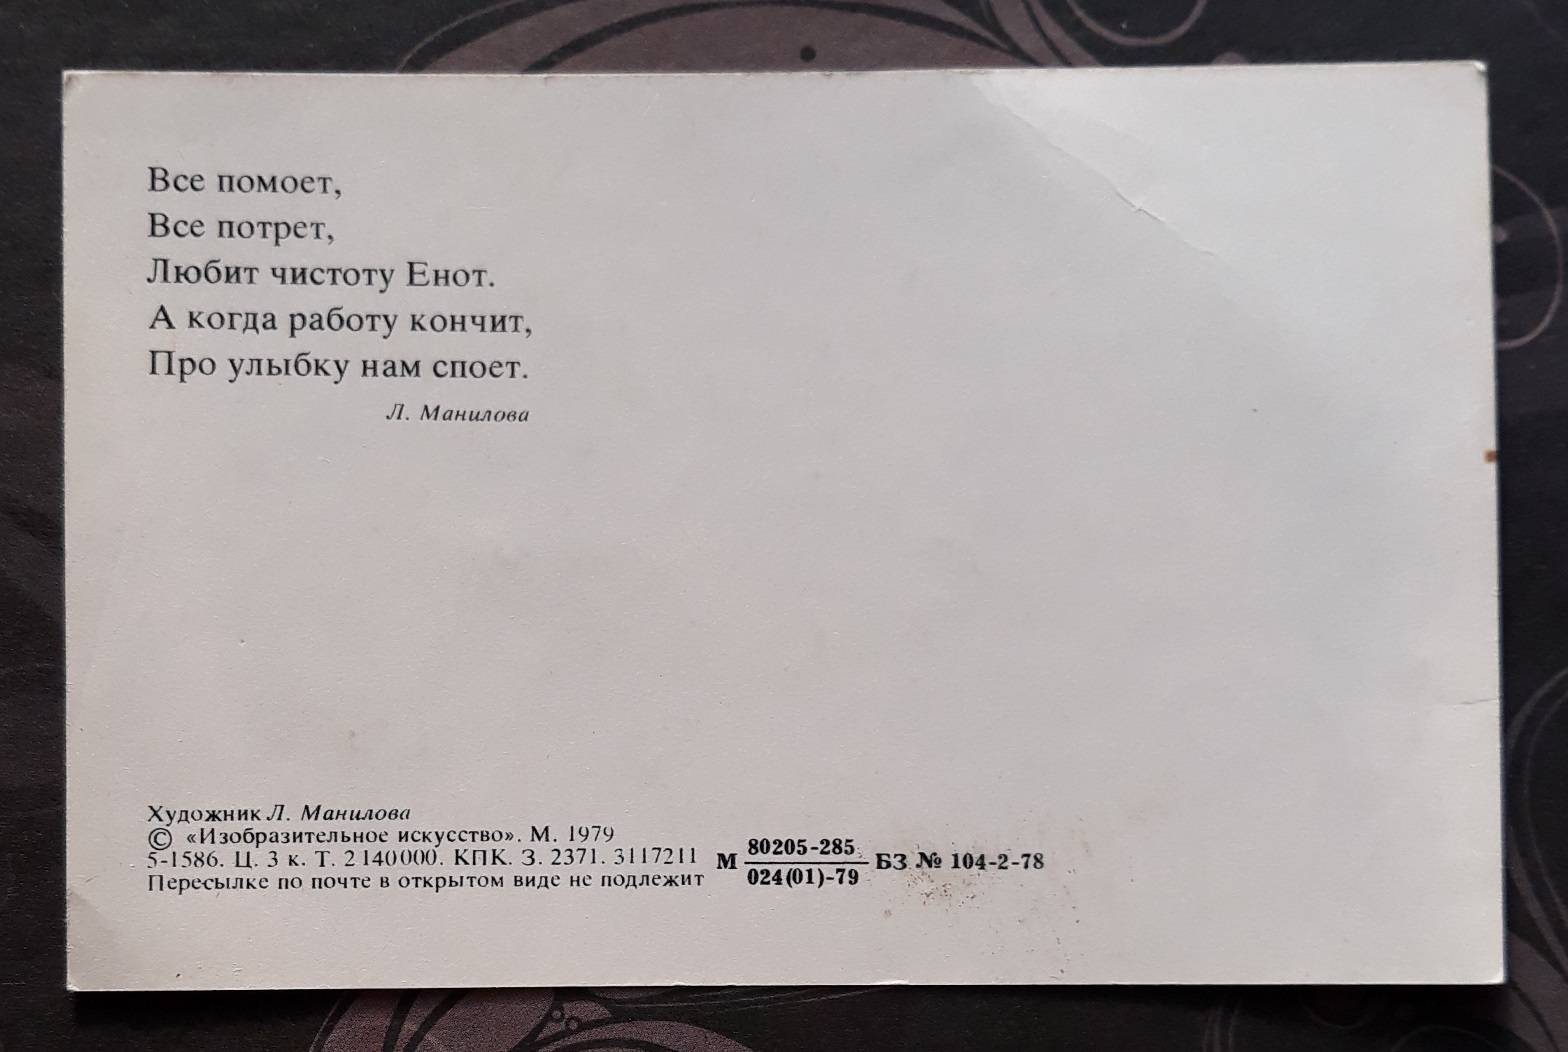 Все помоет,
Все потрет,
Любит чистоту Енот.
А когда работу кончит,
Про улыбку нам споет.
Л. Манилова
Художник Л. Манилова
© «Изобразительное искусство». М. 1979
5-1586. Ц. 3 к. Т. 2140000. КПК. З. 2371. 3117211
Пересылке по почте в открытом виде не подлежит
М 80205-285 БЗ № 104-2-78
024(01)-79